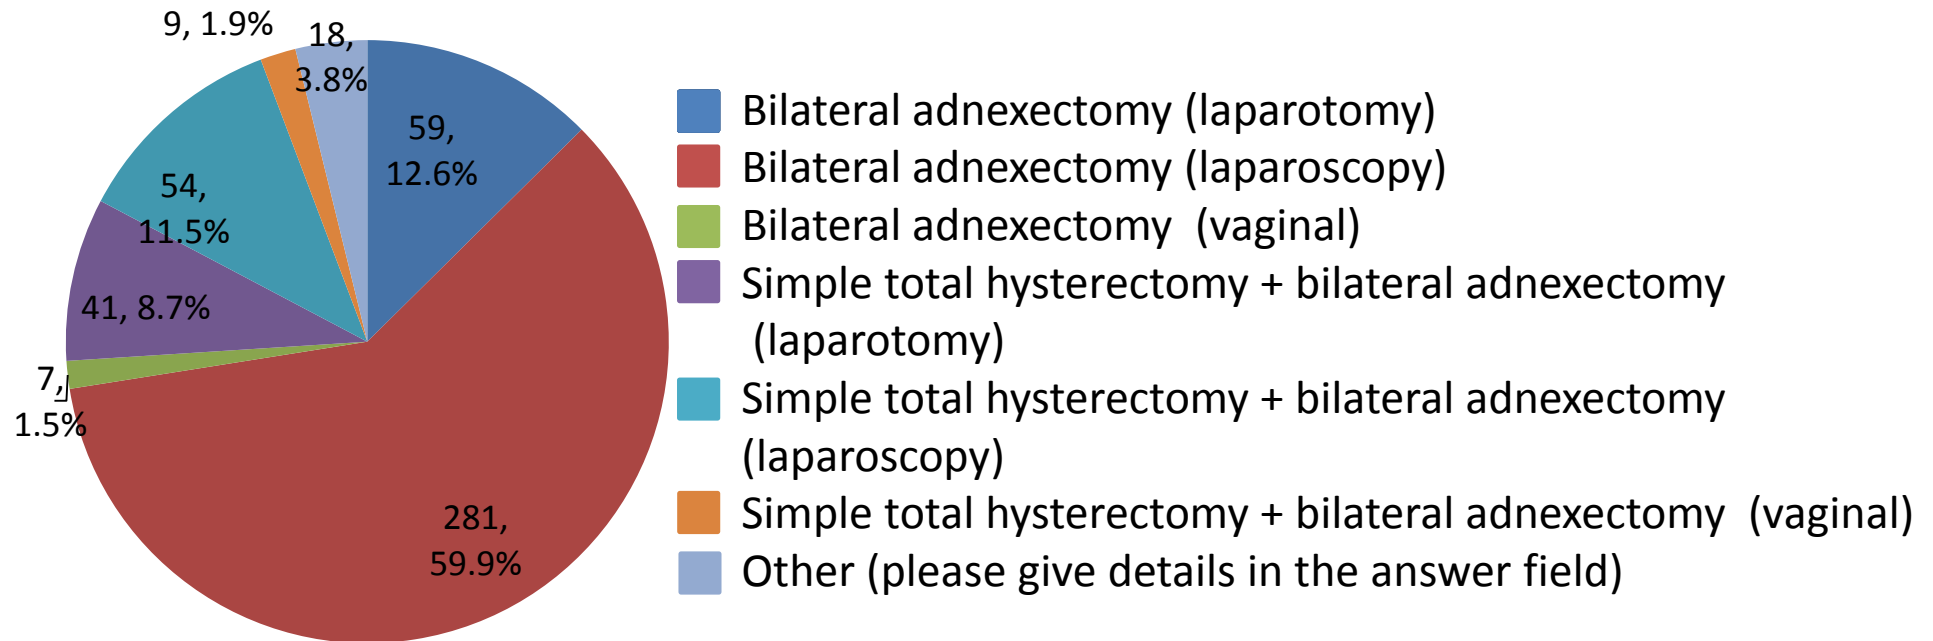 9, 1.9%
18,
3.8%
59,
12.6%
54,
11.5%
41, 8.7%
7,
1.5%
281,
59.9%
Bilateral adnexectomy (laparotomy)
Bilateral adnexectomy (laparoscopy)
Bilateral adnexectomy (vaginal)
Simple total hysterectomy + bilateral adnexectomy
(laparotomy)
Simple total hysterectomy + bilateral adnexectomy
(laparoscopy)
Simple total hysterectomy + bilateral adnexectomy (vaginal)
Other (please give details in the answer field)